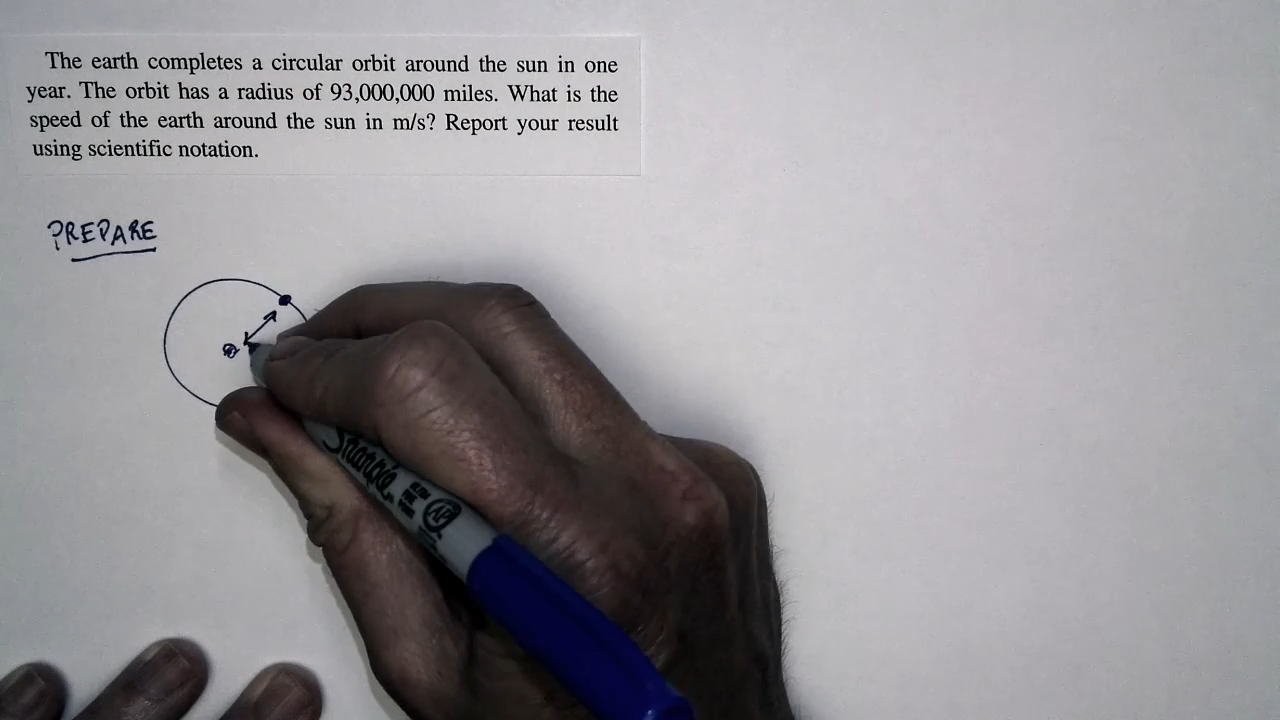 The earth completes a circular orbit around the sun in one
year. The orbit has a radius of 93,000,000 miles. What is the
speed of the earth around the sun in m/s? Report your result
using scientific notation.
PREPARE
Sharpie
AP